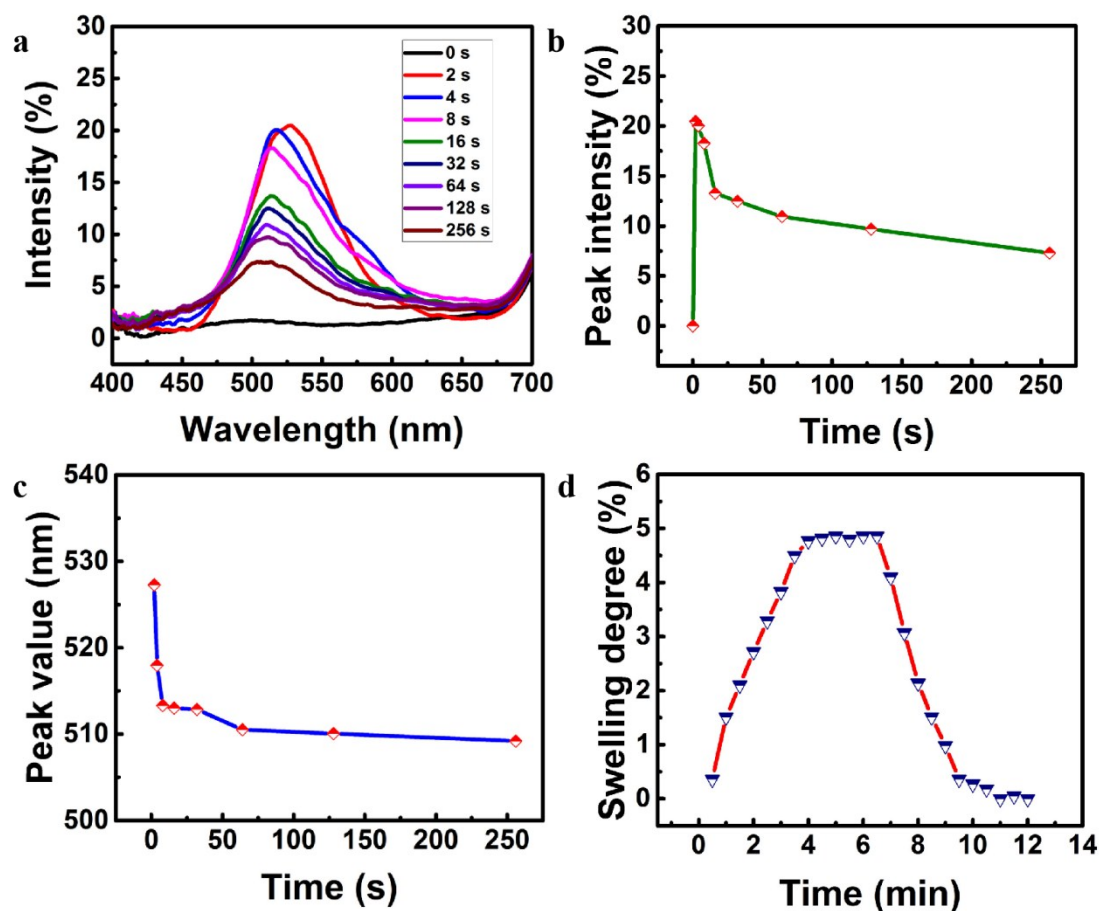 a
30
25
20
15
10
5
0
Intensity (%)
0 s
2 s
4 s
8 s
16 s
32 s
64 s
128 s
256 s
400 450 500 550 600 650 700
Wavelength (nm)
b
30
25
20
15
10
5
0
Peak intensity (%)
0 50 100 150 200 250
Time (s)
c
540
530
520
510
500
Peak value (nm)
0 50 100 150 200 250
Time (s)
d
6
5
4
3
2
1
0
Swelling degree (%)
0 2 4 6 8 10 12 14
Time (min)